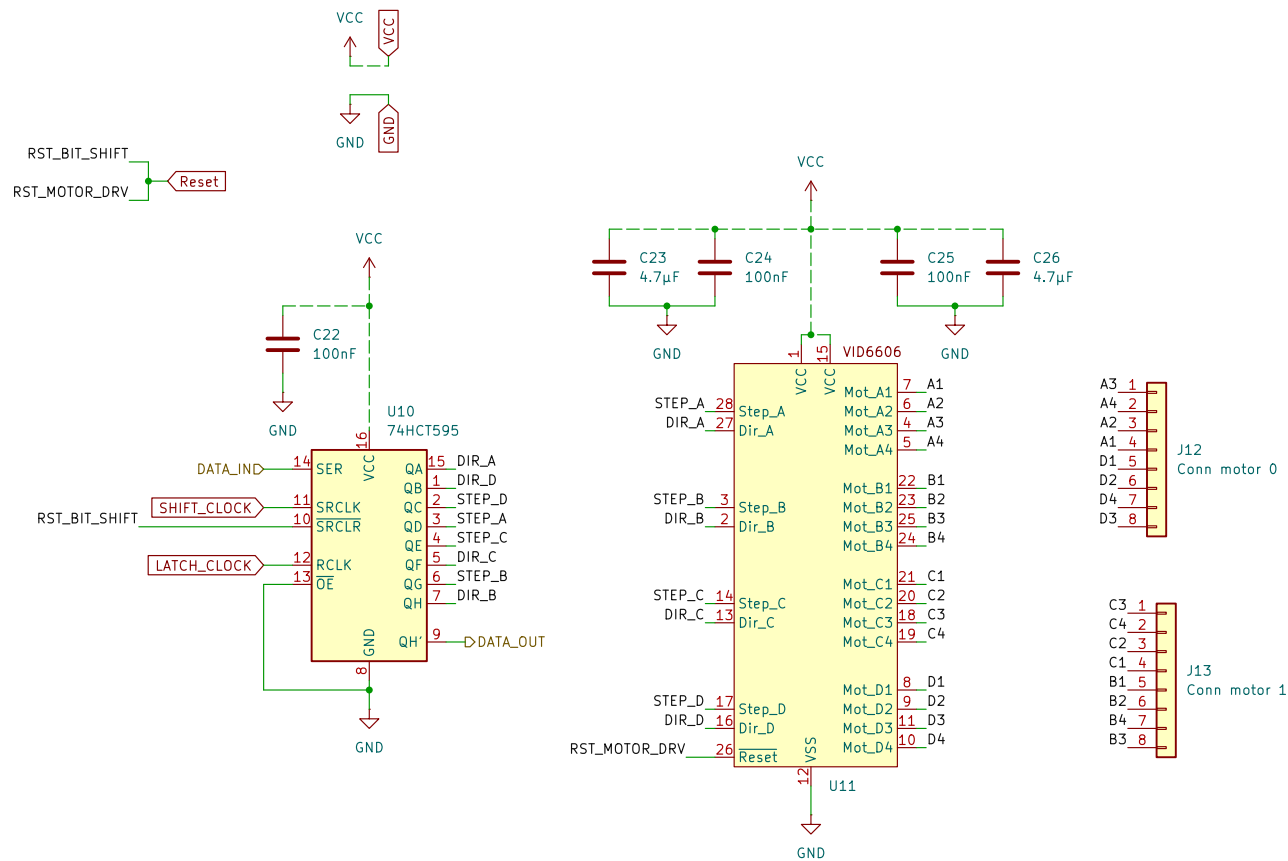 VCC
VCC
GND
GND
RST_BIT_SHIFT
RST_MOTOR_DRV
Reset
VCC
C22
100nF
GND
U10
74HCT595
16
VCC
DATA_IN 14 SER
SHIFT_CLOCK 11 SRCLK
RST_BIT_SHIFT 10 SRCLR
LATCH_CLOCK 12 RCLK
13 OE
QA 15 DIR_A
QB 1 DIR_D
QC 2 STEP_D
QD 3 STEP_A
QE 4 STEP_C
QF 5 DIR_C
QG 6 STEP_B
QH 7 DIR_B
QH' 9 DATA_OUT
GND
8
GND
VCC
C23
4.7µF
C24
100nF
C25
100nF
C26
4.7µF
GND
GND
1
VCC
15
VCC
VID6606
STEP_A 28 Step_A
DIR_A 27 Dir_A
STEP_B 3 Step_B
DIR_B 2 Dir_B
STEP_C 14 Step_C
DIR_C 13 Dir_C
STEP_D 17 Step_D
DIR_D 16 Dir_D
RST_MOTOR_DRV 26 Reset
Mot_A1 7 A1
Mot_A2 6 A2
Mot_A3 4 A3
Mot_A4 5 A4
Mot_B1 22 B1
Mot_B2 23 B2
Mot_B3 25 B3
Mot_B4 24 B4
Mot_C1 21 C1
Mot_C2 20 C2
Mot_C3 18 C3
Mot_C4 19 C4
Mot_D1 8 D1
Mot_D2 9 D2
Mot_D3 11 D3
Mot_D4 10 D4
VSS
12
U11
GND
A3 1
A4 2
A2 3
A1 4
D1 5
D2 6
D4 7
D3 8
J12
Conn motor 0
C3 1
C4 2
C2 3
C1 4
B1 5
B2 6
B4 7
B3 8
J13
Conn motor 1